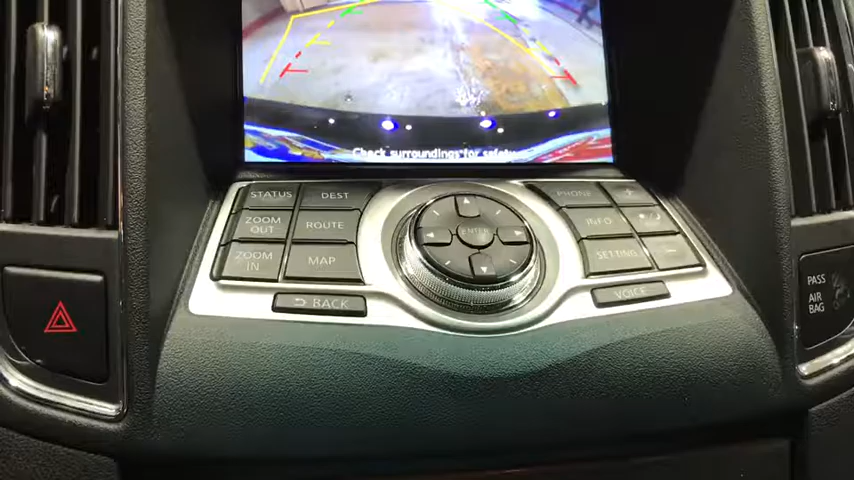 Check surroundings for safety
STATUS
DEST
PHONE
ZOOM
OUT
ROUTE
ENTER
INFO
ZOOM
IN
MAP
SETTING
BACK
VOICE
PASS
AIR
BAG